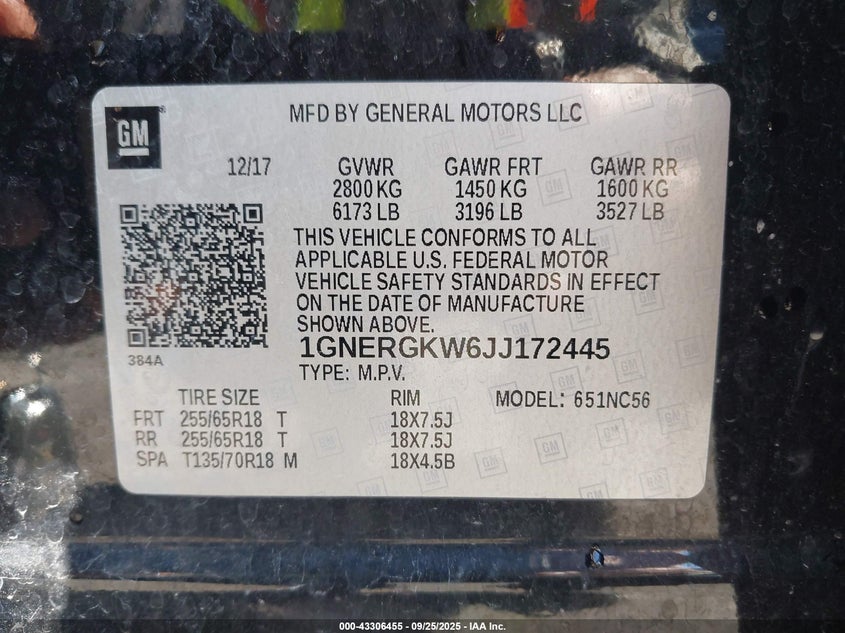 GM
MFD BY GENERAL MOTORS LLC
12/17 GVWR GAWR FRT GAWR RR
2800 KG 1450 KG 1600 KG
6173 LB 3196 LB 3527 LB
THIS VEHICLE CONFORMS TO ALL
APPLICABLE U.S. FEDERAL MOTOR
VEHICLE SAFETY STANDARDS IN EFFECT
ON THE DATE OF MANUFACTURE
SHOWN ABOVE.
384A
1GNERGKW6JJ172445
TYPE: M.P.V.
TIRE SIZE RIM MODEL: 651NC56
FRT 255/65R18 T 18X7.5J
RR 255/65R18 T 18X7.5J
SPA T135/70R18 M 18X4.5B
000-43306455 - 09/25/2025 - IAA Inc.